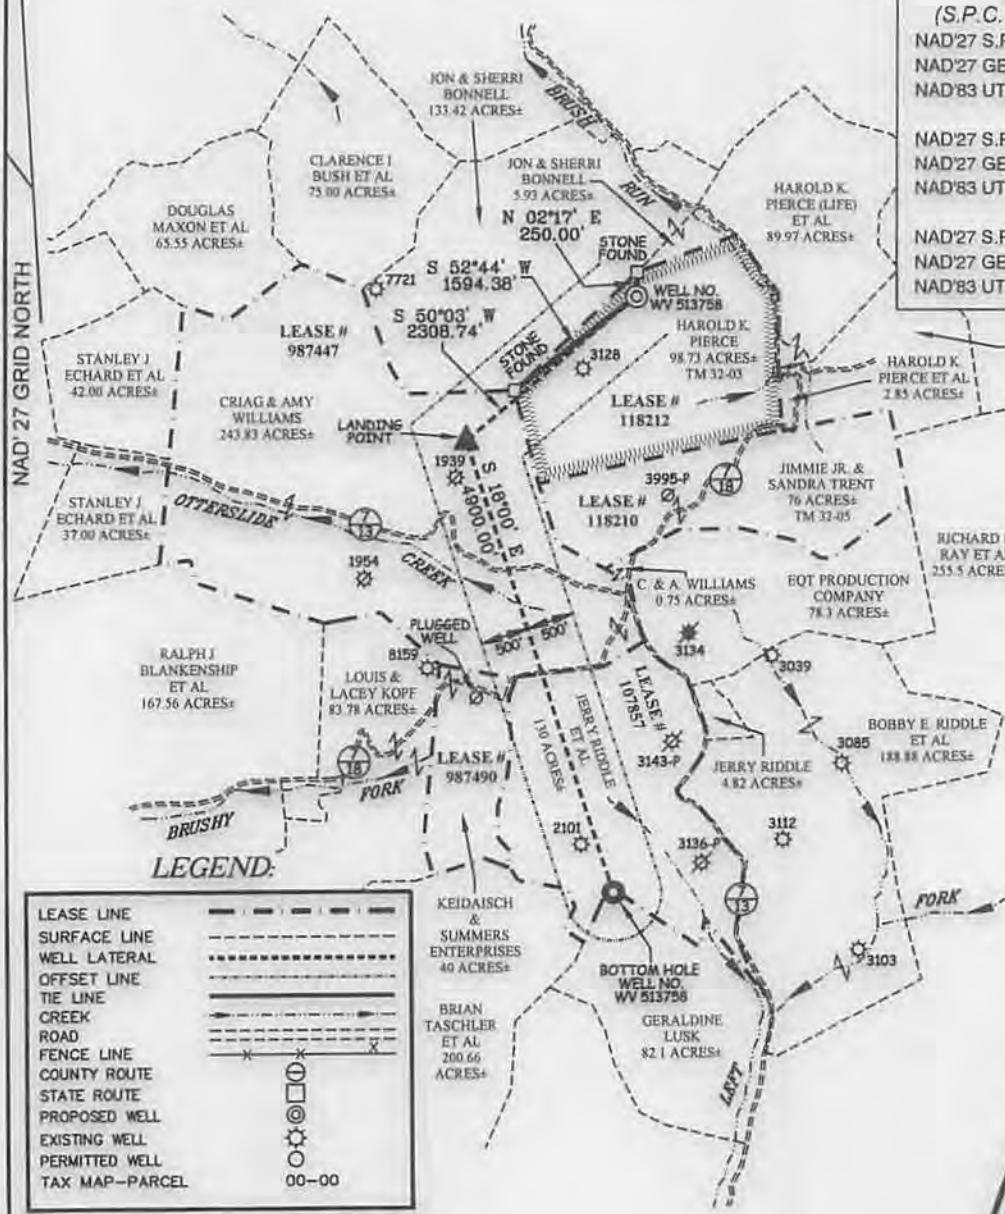 (S.P.C.
NAD'27 S.P
NAD'27 GE
NAD'83 UT
NAD'27 S.P
NAD'27 GE
NAD'83 UT
NAD'27 S.P
NAD'27 GE
NAD'83 UT
NAD'27 GRID NORTH
JON & SHERRI
BONNELL
133.42 ACRES±
BRUSH
RUN
CLARENCE J
BUSH ET AL
75.00 ACRES±
JON & SHERRI
BONNELL
5.93 ACRES±
HAROLD K.
PIERCE (LIFE)
ET AL
89.97 ACRES±
DOUGLAS
MAXON ET AL
65.55 ACRES±
N 02°17' E
250.00'
STONE
FOUND
7721
S 52°44' W
1594.38'
WELL NO.
WV 513758
S 50°03' W
2308.74'
LEASE #
987447
STONE
FOUND
3128
HAROLD K.
PIERCE
98.73 ACRES±
TM 32-03
STANLEY J
ECHARD ET AL
42.00 ACRES±
HAROLD K.
PIERCE ET AL
2.85 ACRES±
CRIAG & AMY
WILLIAMS
243.83 ACRES±
LEASE #
118212
LANDING
POINT
1939
S 18°00' E
4900.00'
3995-P
7
18
JIMMIE JR. &
SANDRA TRENT
76 ACRES±
TM 32-05
LEASE #
118210
STANLEY J
ECHARD ET AL
37.00 ACRES±
OTTERSLIDE
CREEK
7
13
1954
RICHARD
RAY ET A
255.5 ACRE
C. & A. WILLIAMS
0.75 ACRES±
EQT PRODUCTION
COMPANY
78.3 ACRES±
PLUGGED
WELL
500'
500'
3134
8159
3039
RALPH J
BLANKENSHIP
ET AL
167.56 ACRES±
LOUIS &
LACEY KOPF
83.78 ACRES±
LEASE #
107857
JERRY RIDDLE
ET AL
130 ACRES±
BOBBY E. RIDDLE
ET AL
188.88 ACRES±
3085
3143-P
JERRY RIDDLE
4.82 ACRES±
7
18
LEASE #
987490
BRUSHY
FORK
2101
3112
3136-P
7
13
FORK
KEIDAISCH
&
SUMMERS
ENTERPRISES
40 ACRES±
3103
BOTTOM HOLE
WELL NO.
WV 513758
BRIAN
TASCHLER
ET AL
200.66
ACRES±
GERALDINE
LUSK
82.1 ACRES±
LEFT
LEGEND:
LEASE LINE
SURFACE LINE
WELL LATERAL
OFFSET LINE
TIE LINE
CREEK
ROAD
FENCE LINE
COUNTY ROUTE
STATE ROUTE
PROPOSED WELL
EXISTING WELL
PERMITTED WELL
TAX MAP-PARCEL 00-00